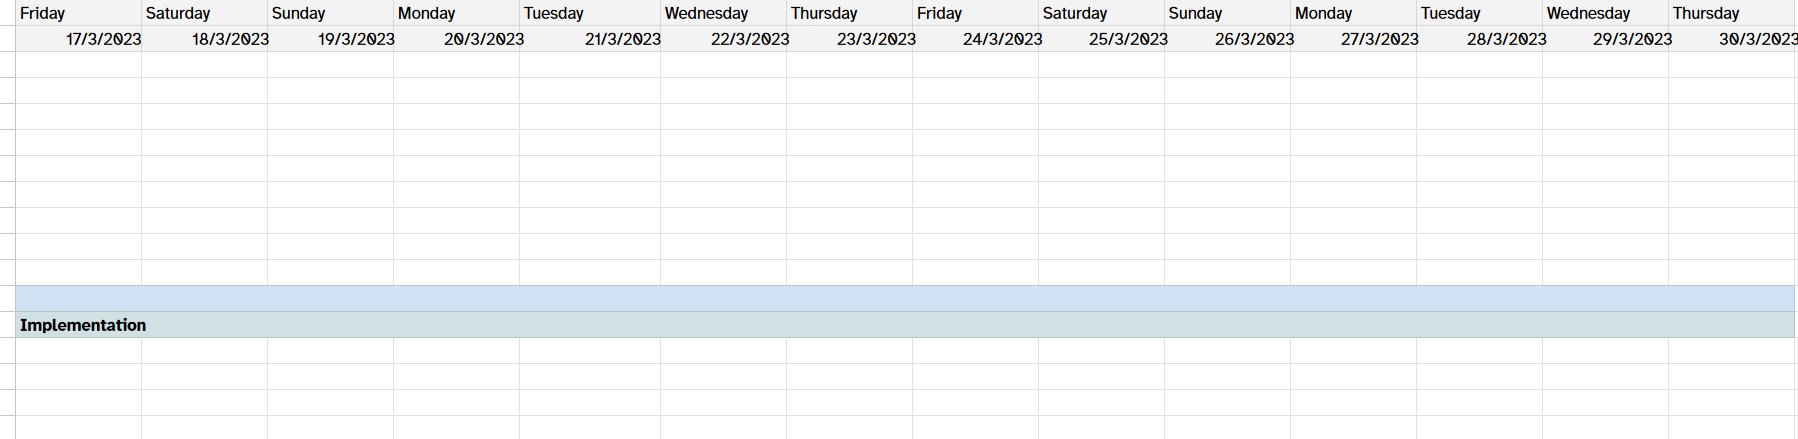 Friday Saturday Sunday Monday Tuesday Wednesday Thursday Friday Saturday Sunday Monday Tuesday Wednesday Thursday
17/3/2023 18/3/2023 19/3/2023 20/3/2023 21/3/2023 22/3/2023 23/3/2023 24/3/2023 25/3/2023 26/3/2023 27/3/2023 28/3/2023 29/3/2023 30/3/2023
Implementation